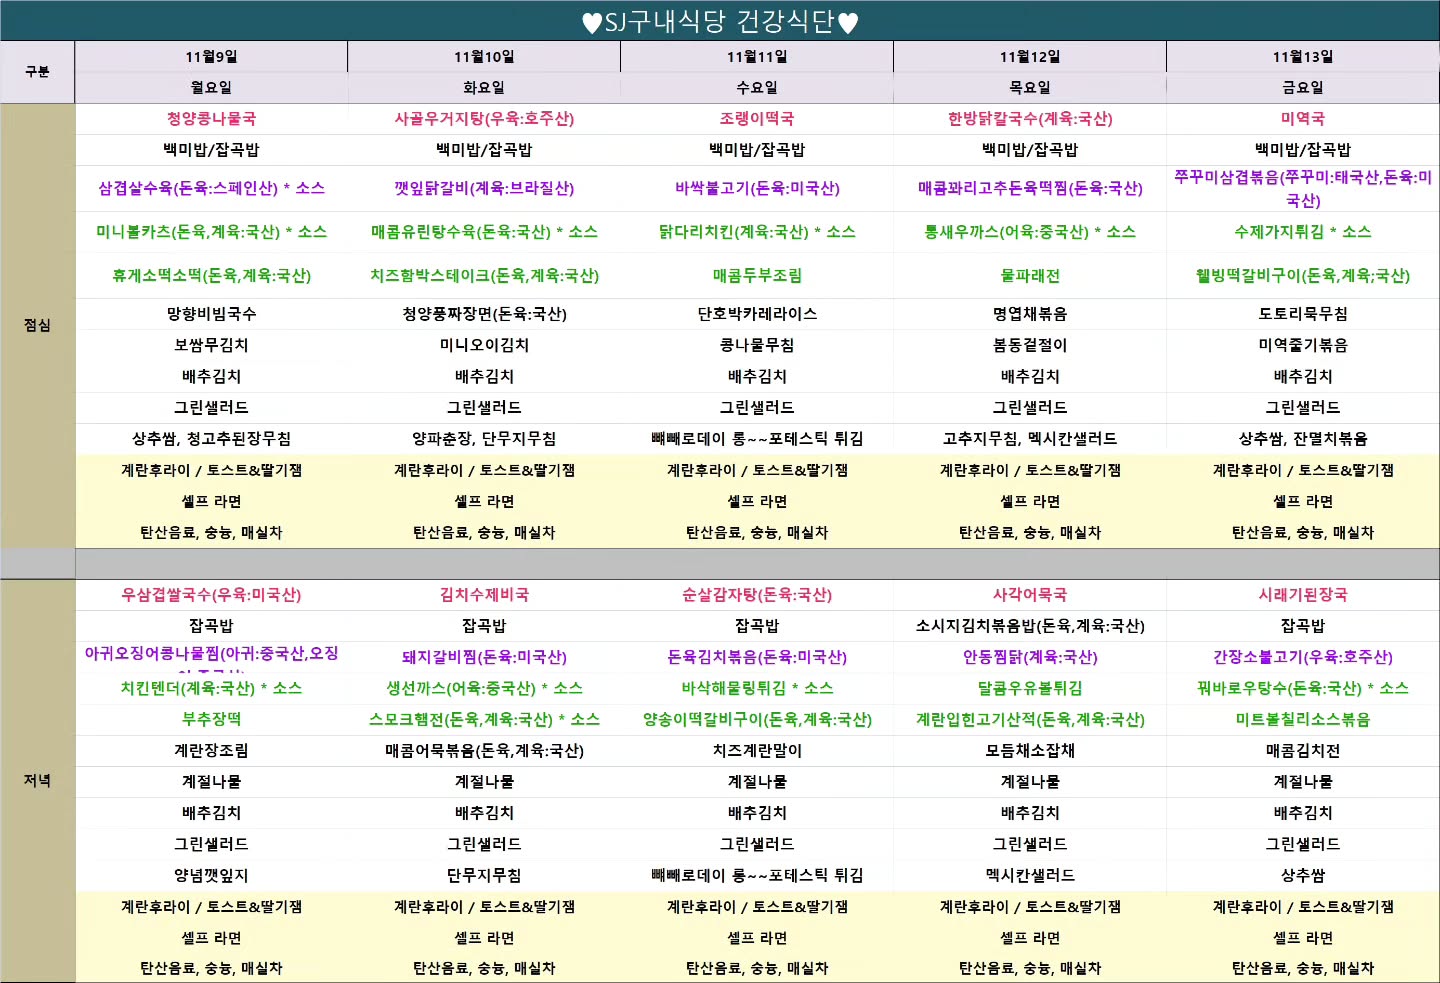 ♥SJ구내식당 건강식단♥
구분 11월9일 11월10일 11월11일 11월12일 11월13일
월요일 화요일 수요일 목요일 금요일
점심
청양콩나물국 사골우거지탕(우육:호주산) 조랭이떡국 한방닭칼국수(계육:국산) 미역국
백미밥/잡곡밥 백미밥/잡곡밥 백미밥/잡곡밥 백미밥/잡곡밥 백미밥/잡곡밥
삼겹살수육(돈육:스페인산) * 소스 깻잎닭갈비(계육:브라질산) 바싹불고기(돈육:미국산) 매콤꽈리고추돈육떡찜(돈육:국산) 쭈꾸미삼겹볶음(쭈꾸미:태국산,돈육:미국산)
미니볼카츠(돈육,계육:국산) * 소스 매콤유린탕수육(돈육:국산) * 소스 닭다리치킨(계육:국산) * 소스 통새우까스(어육:중국산) * 소스 수제가지튀김 * 소스
휴게소떡소떡(돈육,계육:국산) 치즈함박스테이크(돈육,계육:국산) 매콤두부조림 물파래전 웰빙떡갈비구이(돈육,계육;국산)
망향비빔국수 청양풍짜장면(돈육:국산) 단호박카레라이스 명엽채볶음 도토리묵무침
보쌈무김치 미니오이김치 콩나물무침 봄동겉절이 미역줄기볶음
배추김치 배추김치 배추김치 배추김치 배추김치
그린샐러드 그린샐러드 그린샐러드 그린샐러드 그린샐러드
상추쌈, 청고추된장무침 양파춘장, 단무지무침 빼빼로데이 롱~~포테스틱 튀김 고추지무침, 멕시칸샐러드 상추쌈, 잔멸치볶음
계란후라이 / 토스트&딸기잼 계란후라이 / 토스트&딸기잼 계란후라이 / 토스트&딸기잼 계란후라이 / 토스트&딸기잼 계란후라이 / 토스트&딸기잼
셀프 라면 셀프 라면 셀프 라면 셀프 라면 셀프 라면
탄산음료, 숭늉, 매실차 탄산음료, 숭늉, 매실차 탄산음료, 숭늉, 매실차 탄산음료, 숭늉, 매실차 탄산음료, 숭늉, 매실차
저녁
우삼겹쌀국수(우육:미국산) 김치수제비국 순살감자탕(돈육:국산) 사각어묵국 시래기된장국
잡곡밥 잡곡밥 잡곡밥 소시지김치볶음밥(돈육,계육:국산) 잡곡밥
아귀오징어콩나물찜(아귀:중국산,오징 돼지갈비찜(돈육:미국산) 돈육김치볶음(돈육:미국산) 안동찜닭(계육:국산) 간장소불고기(우육:호주산)
치킨텐더(계육:국산) * 소스 생선까스(어육:중국산) * 소스 바삭해물링튀김 * 소스 달콤우유볼튀김 꿔바로우탕수(돈육:국산) * 소스
부추장떡 스모크햄전(돈육,계육:국산) * 소스 양송이떡갈비구이(돈육,계육:국산) 계란입힌고기산적(돈육,계육:국산) 미트볼칠리소스볶음
계란장조림 매콤어묵볶음(돈육,계육:국산) 치즈계란말이 모듬채소잡채 매콤김치전
계절나물 계절나물 계절나물 계절나물 계절나물
배추김치 배추김치 배추김치 배추김치 배추김치
그린샐러드 그린샐러드 그린샐러드 그린샐러드 그린샐러드
양념깻잎지 단무지무침 빼빼로데이 롱~~포테스틱 튀김 멕시칸샐러드 상추쌈
계란후라이 / 토스트&딸기잼 계란후라이 / 토스트&딸기잼 계란후라이 / 토스트&딸기잼 계란후라이 / 토스트&딸기잼 계란후라이 / 토스트&딸기잼
셀프 라면 셀프 라면 셀프 라면 셀프 라면 셀프 라면
탄산음료, 숭늉, 매실차 탄산음료, 숭늉, 매실차 탄산음료, 숭늉, 매실차 탄산음료, 숭늉, 매실차 탄산음료, 숭늉, 매실차